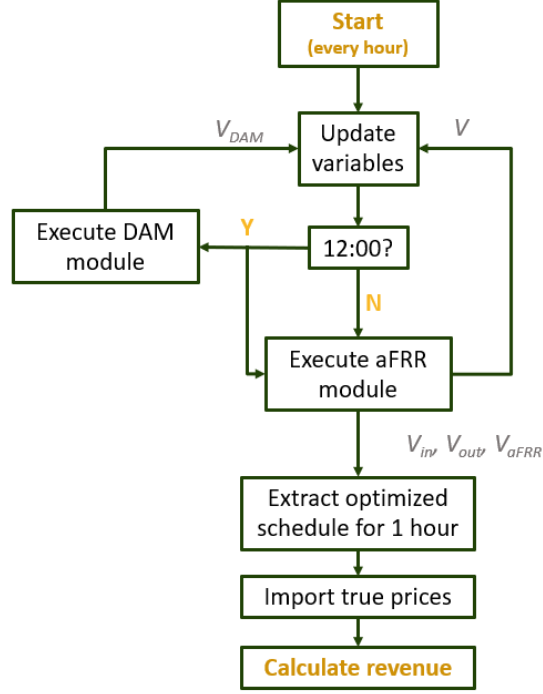 Start
(every hour)
V_DAM
Update
variables
V
Execute DAM
module
Y
12:00?
N
Execute aFRR
module
V_in, V_out, V_aFRR
Extract optimized
schedule for 1 hour
Import true prices
Calculate revenue